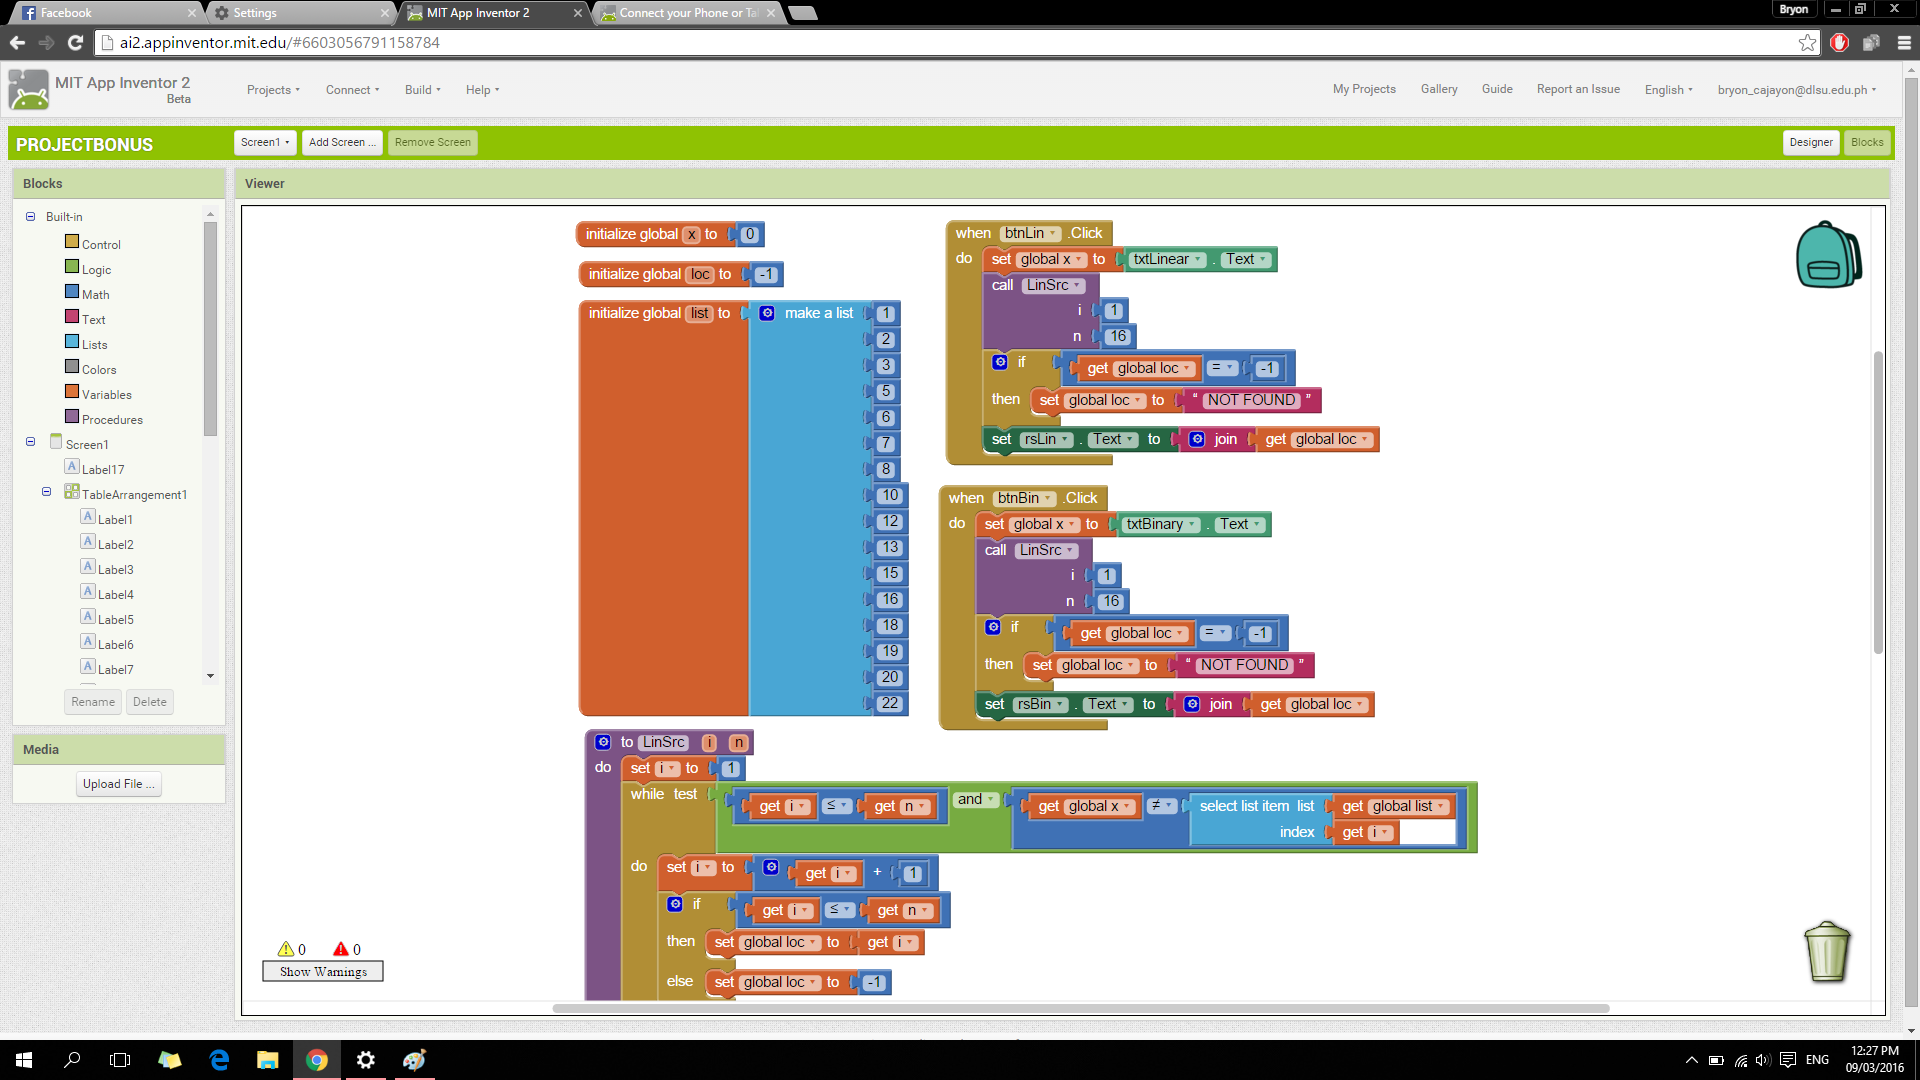 Facebook
Settings
MIT App Inventor 2
Connect your Phone or Ta
Bryon
ai2.appinventor.mit.edu/#6603056791158784
MIT App Inventor 2
Beta
Projects
Connect
Build
Help
My Projects
Gallery
Guide
Report an Issue
English
bryon_cajayon@dlsu.edu.ph
PROJECTBONUS
Screen1
Add Screen ...
Remove Screen
Designer
Blocks
Blocks
Built-in
Control
Logic
Math
Text
Lists
Colors
Variables
Procedures
Screen1
Label17
TableArrangement1
Label1
Label2
Label3
Label4
Label5
Label6
Label7
Rename
Delete
Media
Upload File ...
Viewer
initialize global x to 0
initialize global loc to -1
initialize global list to make a list 1
2
3
5
6
7
8
10
12
13
15
16
18
19
20
22
when btnLin .Click
do set global x to txtLinear . Text
call LinSrc
i 1
n 16
if get global loc = -1
then set global loc to " NOT FOUND "
set rsLin . Text to join get global loc
when btnBin .Click
do set global x to txtBinary . Text
call LinSrc
i 1
n 16
if get global loc = -1
then set global loc to " NOT FOUND "
set rsBin . Text to join get global loc
to LinSrc i n
do set i to 1
while test get i ≤ get n and get global x ≠ select list item list get global list
index get i
do set i to get i + 1
if get i ≤ get n
then set global loc to get i
else set global loc to -1
0 0
Show Warnings
ENG
12:27 PM
09/03/2016